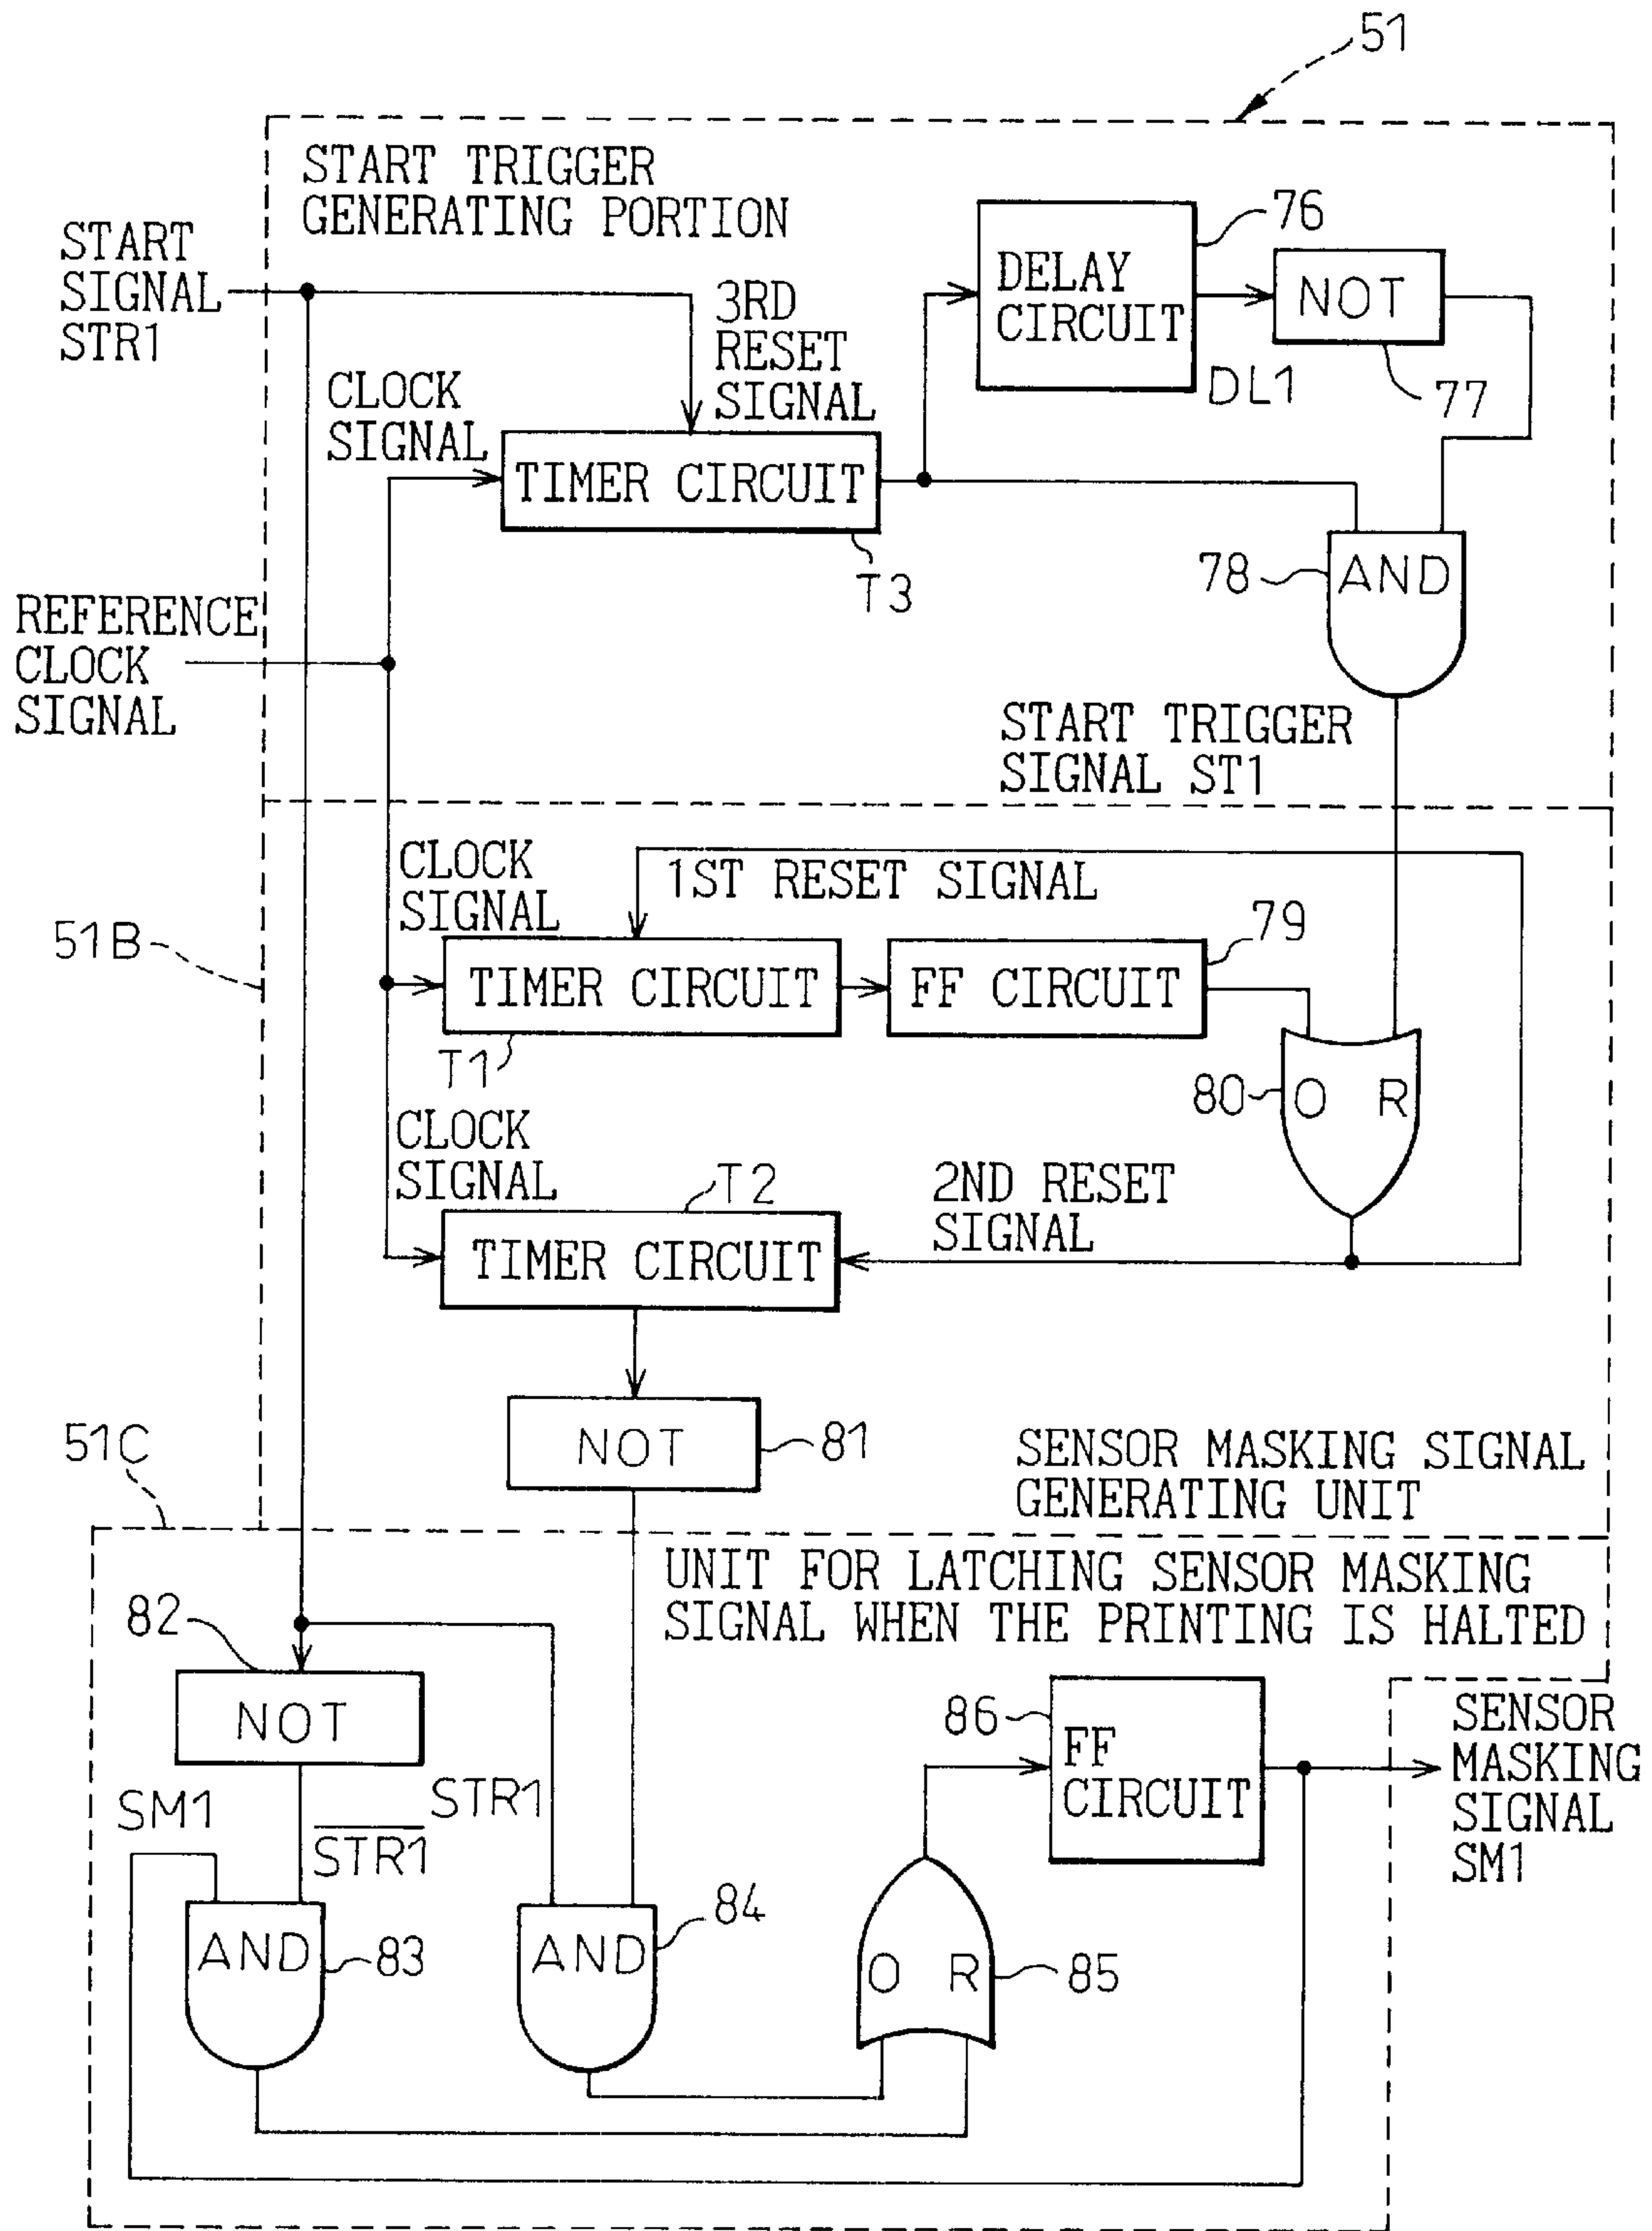 51
START TRIGGER
GENERATING PORTION
START
SIGNAL
STR1
76
DELAY
CIRCUIT
NOT
DL1
77
3RD
RESET
SIGNAL
CLOCK
SIGNAL
TIMER CIRCUIT
T3
78
AND
REFERENCE
CLOCK
SIGNAL
START TRIGGER
SIGNAL ST1
51B
CLOCK
SIGNAL
1ST RESET SIGNAL
79
TIMER CIRCUIT
FF CIRCUIT
T1
80
O R
CLOCK
SIGNAL
T2
2ND RESET
SIGNAL
TIMER CIRCUIT
NOT
81
SENSOR MASKING SIGNAL
GENERATING UNIT
51C
UNIT FOR LATCHING SENSOR MASKING
SIGNAL WHEN THE PRINTING IS HALTED
82
NOT
86
FF
CIRCUIT
SENSOR
MASKING
SIGNAL
SM1
SM1
STR1
STR1
AND
83
AND
84
O R
85